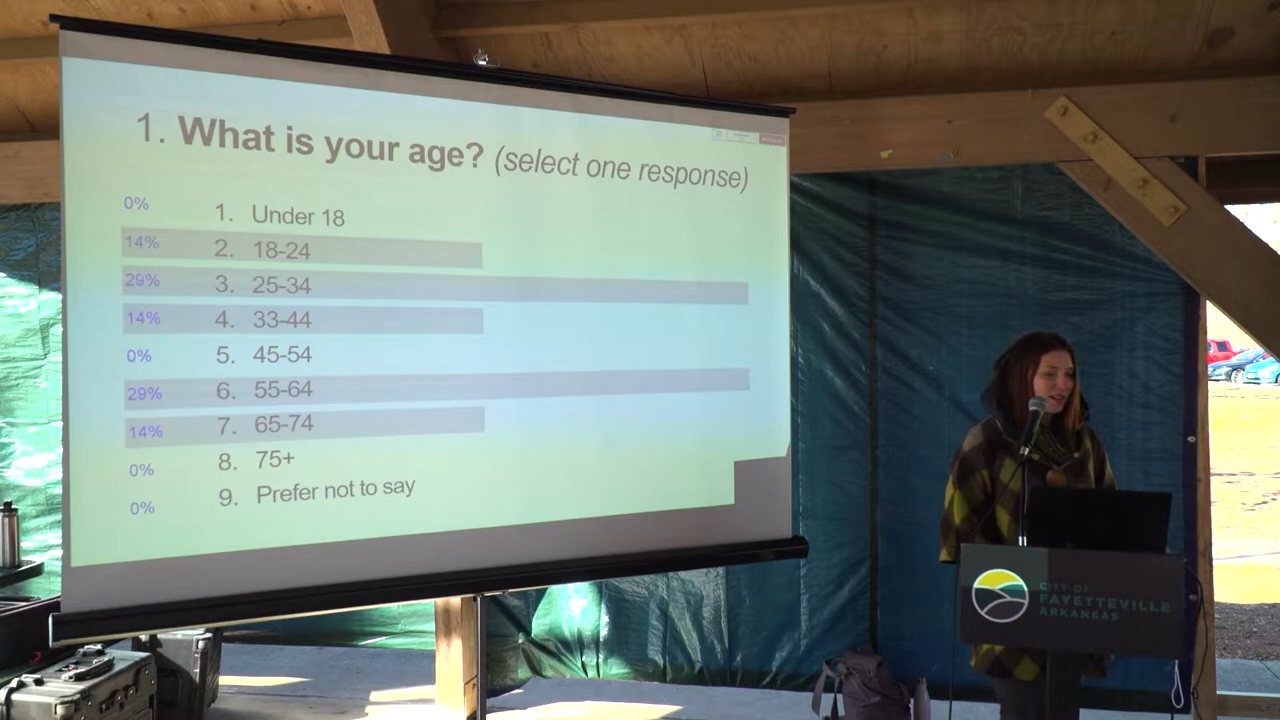 1. What is your age? (select one response)
0% 1. Under 18
14% 2. 18-24
29% 3. 25-34
14% 4. 33-44
0% 5. 45-54
29% 6. 55-64
14% 7. 65-74
0% 8. 75+
0% 9. Prefer not to say
CITY OF
FAYETTEVILLE
ARKANSAS